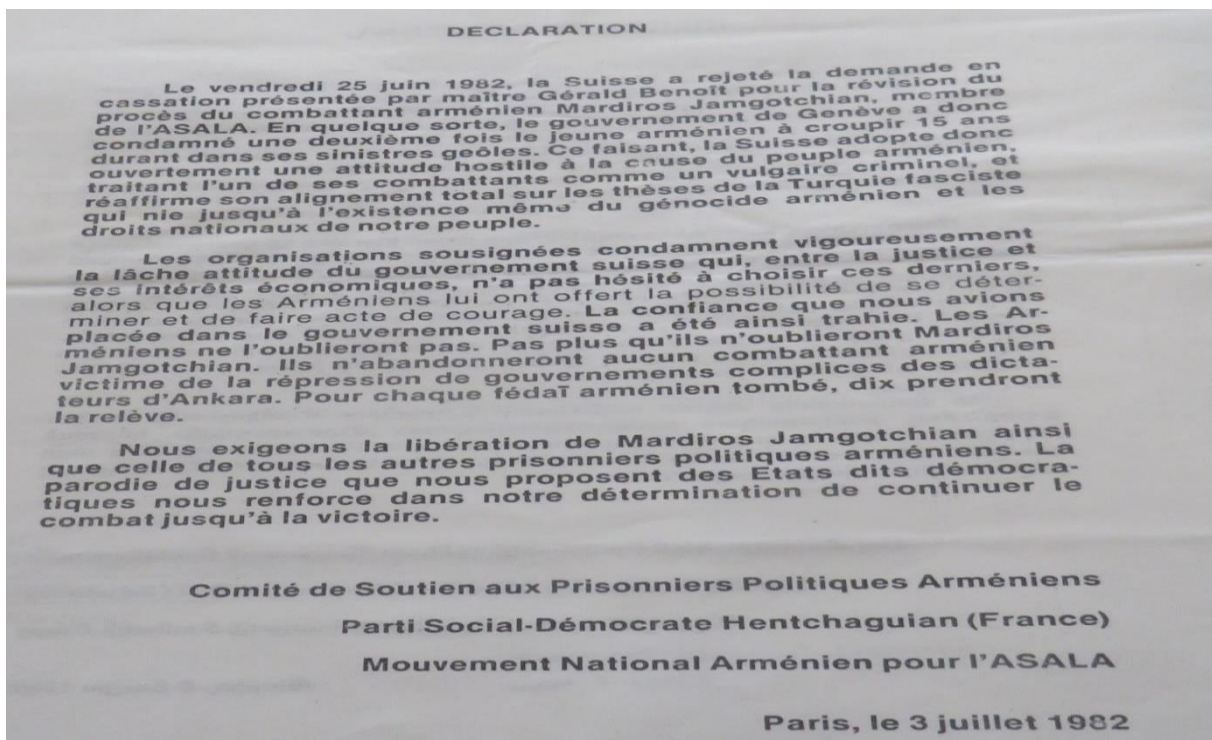 DECLARATION
Le vendredi 25 juin 1982, la Suisse a rejeté la demande en
cassation présentée par maître Gérald Benoît pour la révision du
procès du combattant arménien Mardiros Jamgotchian, membre
de l'ASALA. En quelque sorte, le gouvernement de Genève a donc
condamné une deuxième fois le jeune arménien à croupir 15 ans
durant dans ses sinistres geôles. Ce faisant, la Suisse adopte donc
ouvertement une attitude hostile à la cause du peuple arménien,
traitant l'un de ses combattants comme un vulgaire criminel, et
réaffirme son alignement total sur les thèses de la Turquie fasciste
qui nie jusqu'à l'existence même du génocide arménien et les
droits nationaux de notre peuple.
Les organisations sousignées condamnent vigoureusement
la lâche attitude du gouvernement suisse qui, entre la justice et
ses intérêts économiques, n'a pas hésité à choisir ces derniers,
alors que les Arméniens lui ont offert la possibilité de se déter-
miner et de faire acte de courage. La confiance que nous avions
placée dans le gouvernement suisse a été ainsi trahie. Les Ar-
méniens ne l'oublieront pas. Pas plus qu'ils n'oublieront Mardiros
Jamgotchian. Ils n'abandonneront aucun combattant arménien
victime de la répression de gouvernements complices des dicta-
teurs d'Ankara. Pour chaque fédaï arménien tombé, dix prendront
la relève.
Nous exigeons la libération de Mardiros Jamgotchian ainsi
que celle de tous les autres prisonniers politiques arméniens. La
parodie de justice que nous proposent des Etats dits démocra-
tiques nous renforce dans notre détermination de continuer le
combat jusqu'à la victoire.
Comité de Soutien aux Prisonniers Politiques Arméniens
Parti Social-Démocrate Hentchaguian (France)
Mouvement National Arménien pour l'ASALA
Paris, le 3 juillet 1982